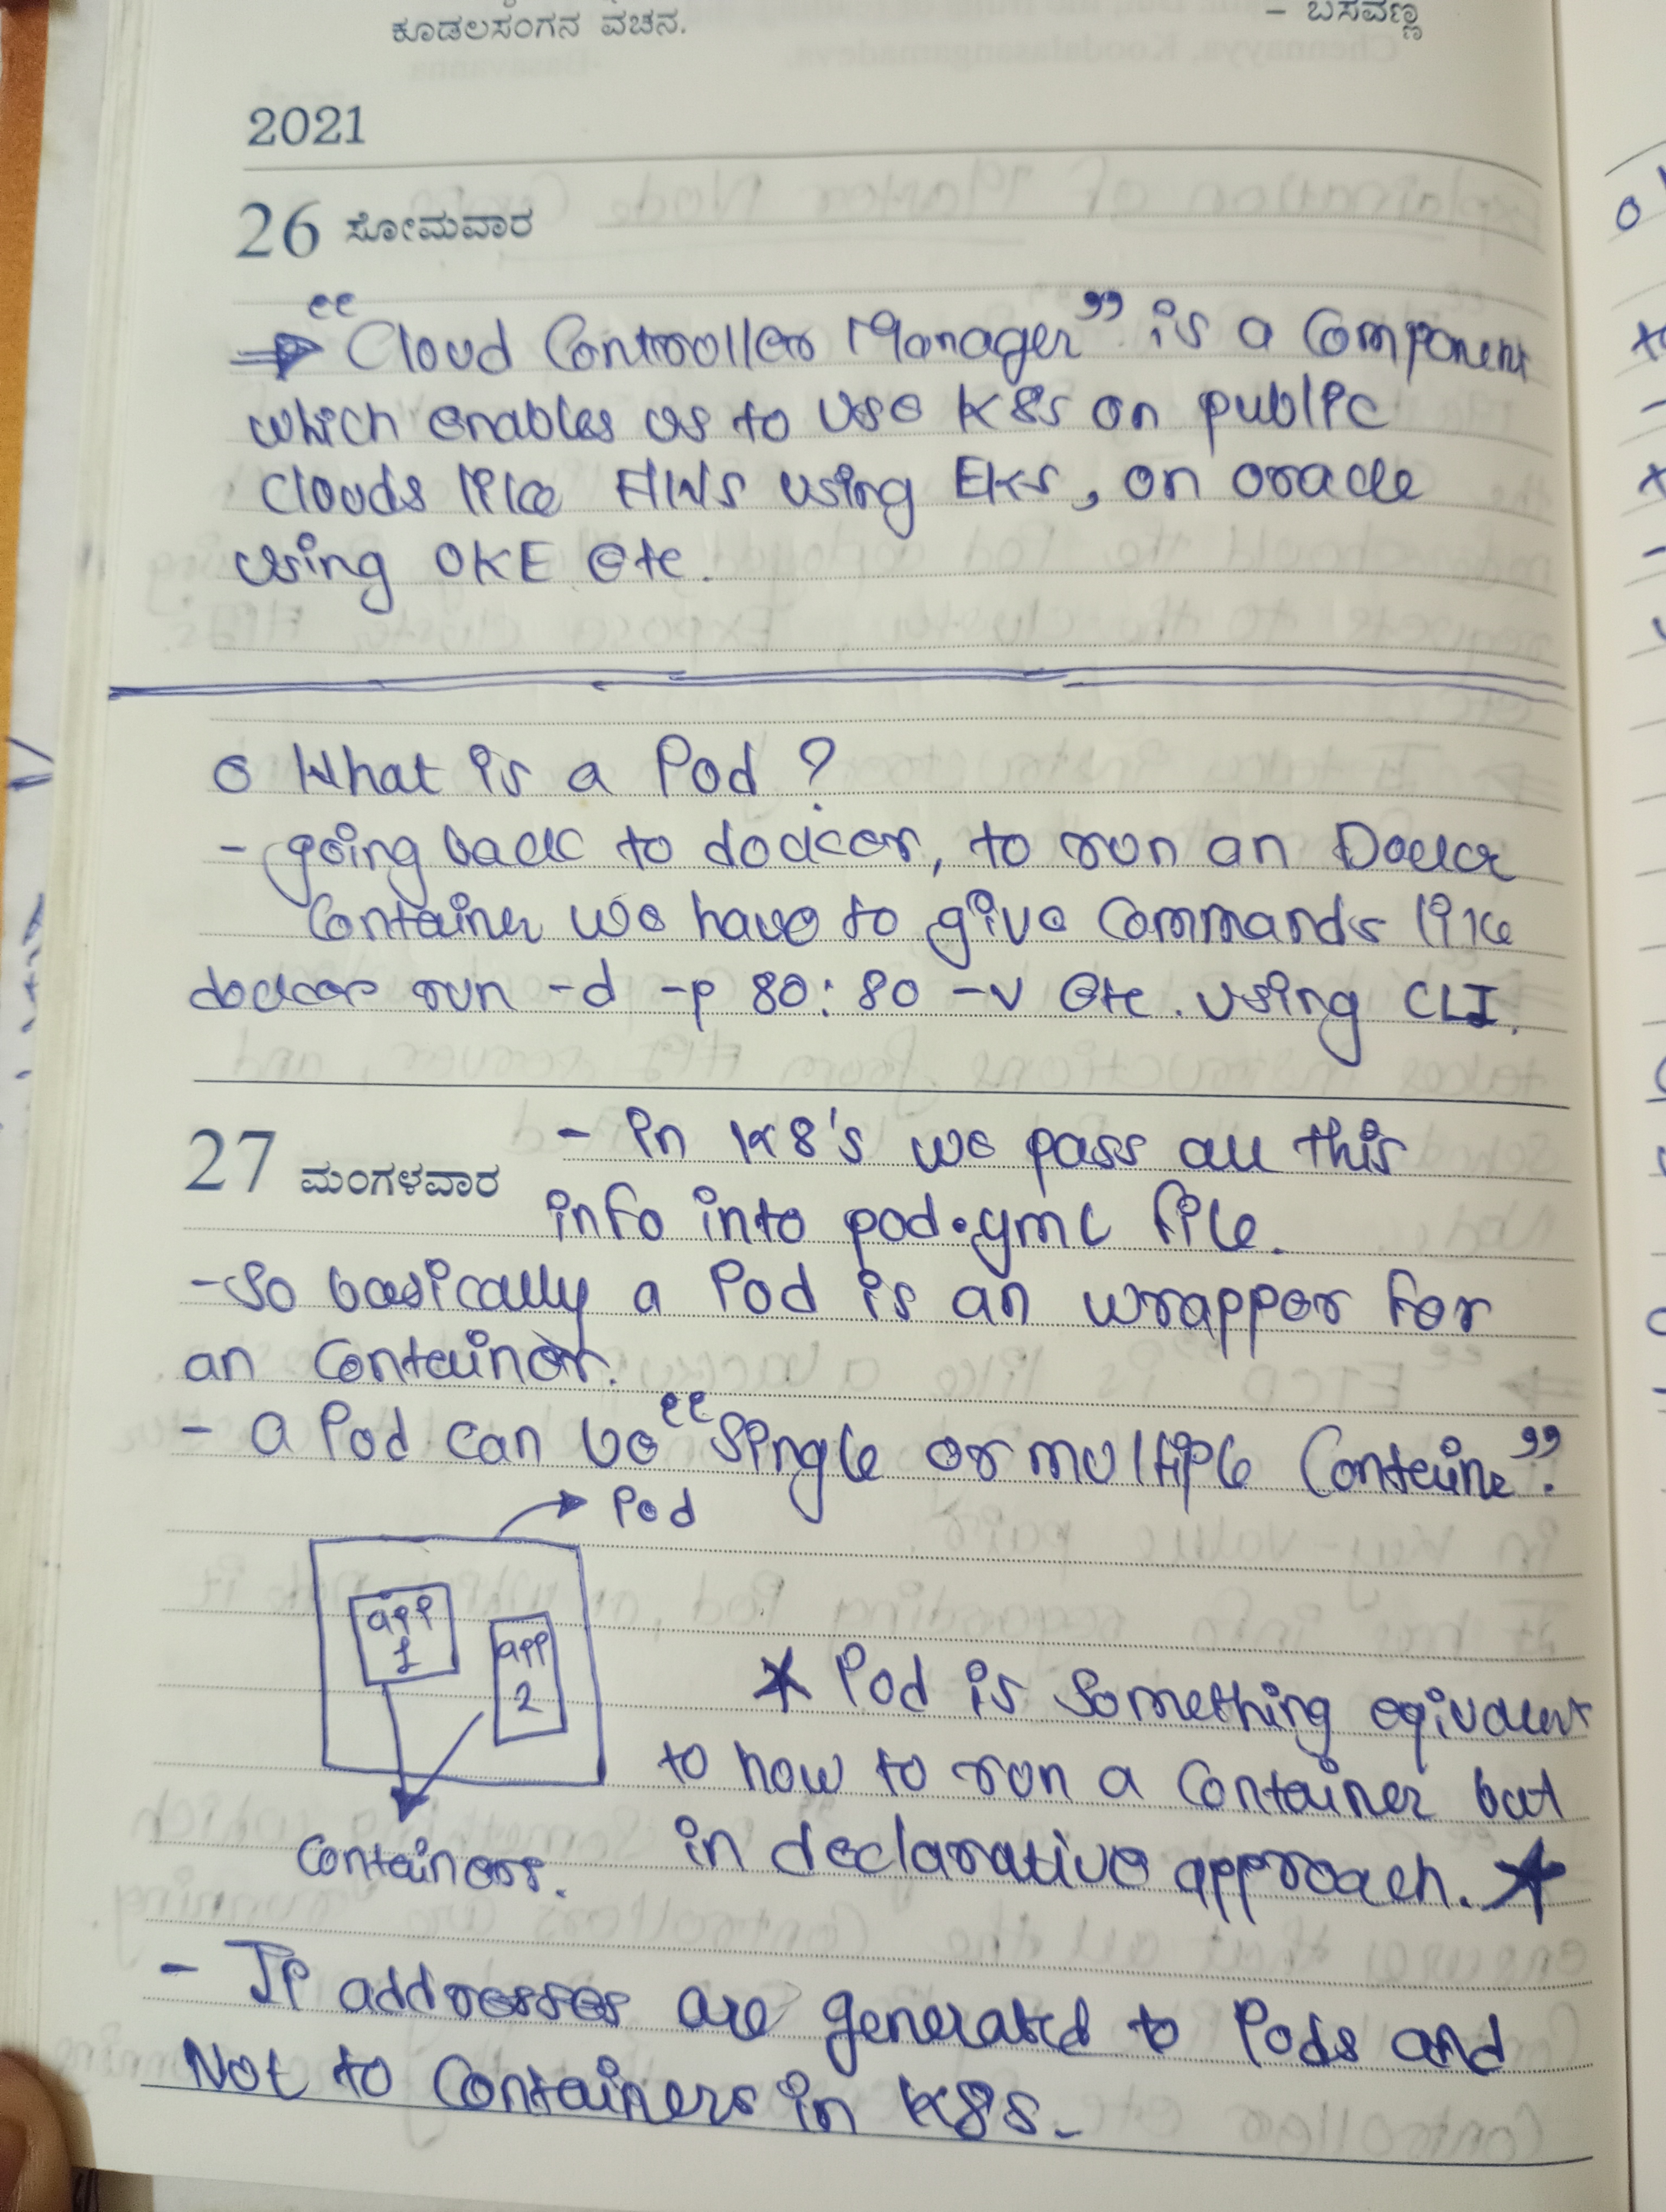 ಕೂಡಲಸಂಗನ ವಚನ.
– ಬಸವಣ್ಣ
2021
26 ಸೋಮವಾರ
⇒ "Cloud Controller Manager" is a Component
which enables us to use K8s on public
Clouds like AWS using EKS, on oracle
using OKE etc.
o What is a Pod ?
- going back to docker, to run an Docker
Container we have to give Commands like
docker run -d -p 80:80 -v etc. using CLI.
27 ಮಂಗಳವಾರ
- in K8's we pass all this
info into pod.yml file.
- So basically a Pod is an wrapper for
an Container.
- a Pod can be "Single or multiple Container".
→ Pod
app
1
app
2
Containers.
* Pod is Something eqivalent
to how to run a Container but
in declarative approach. *
- IP addresses are generated to Pods and
Not to Containers in K8s.